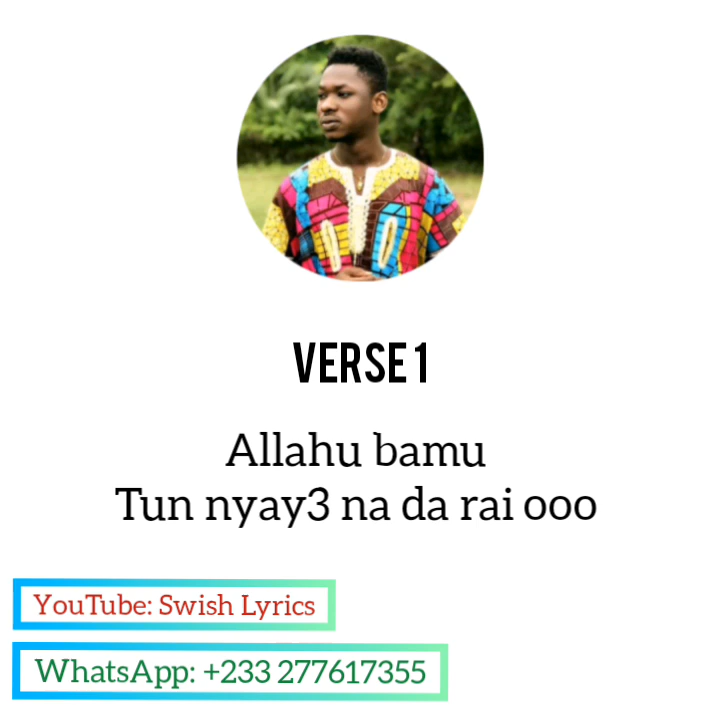 VERSE 1
Allahu bamu
Tun nyay3 na da rai ooo
YouTube: Swish Lyrics
WhatsApp: +233 277617355